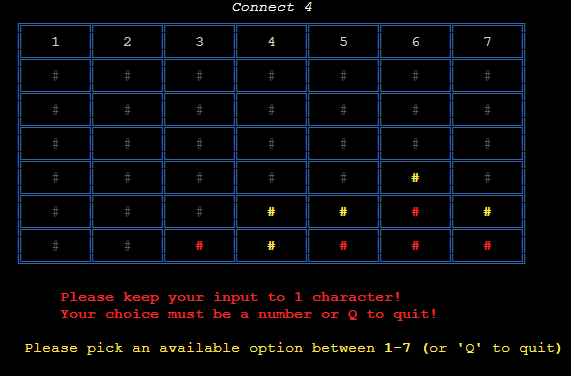 Connect 4
1 2 3 4 5 6 7
# # # # # # #
# # # # # # #
# # # # # # #
# # # # # # #
# # # # # # #
# # # # # # #
Please keep your input to 1 character!
Your choice must be a number or Q to quit!
Please pick an available option between 1-7 (or 'Q' to quit)